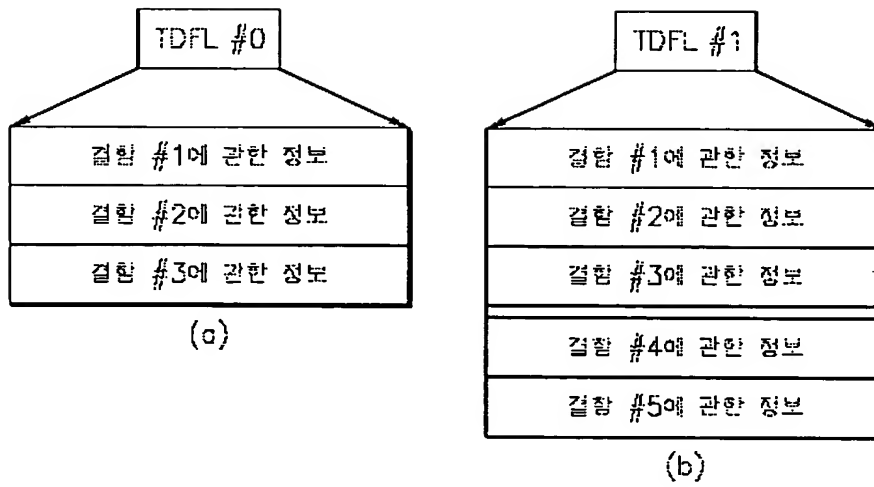 TDFL #0
결함 #1에 관한 정보
결함 #2에 관한 정보
결함 #3에 관한 정보
(a)
TDFL #1
결함 #1에 관한 정보
결함 #2에 관한 정보
결함 #3에 관한 정보
결함 #4에 관한 정보
결함 #5에 관한 정보
(b)